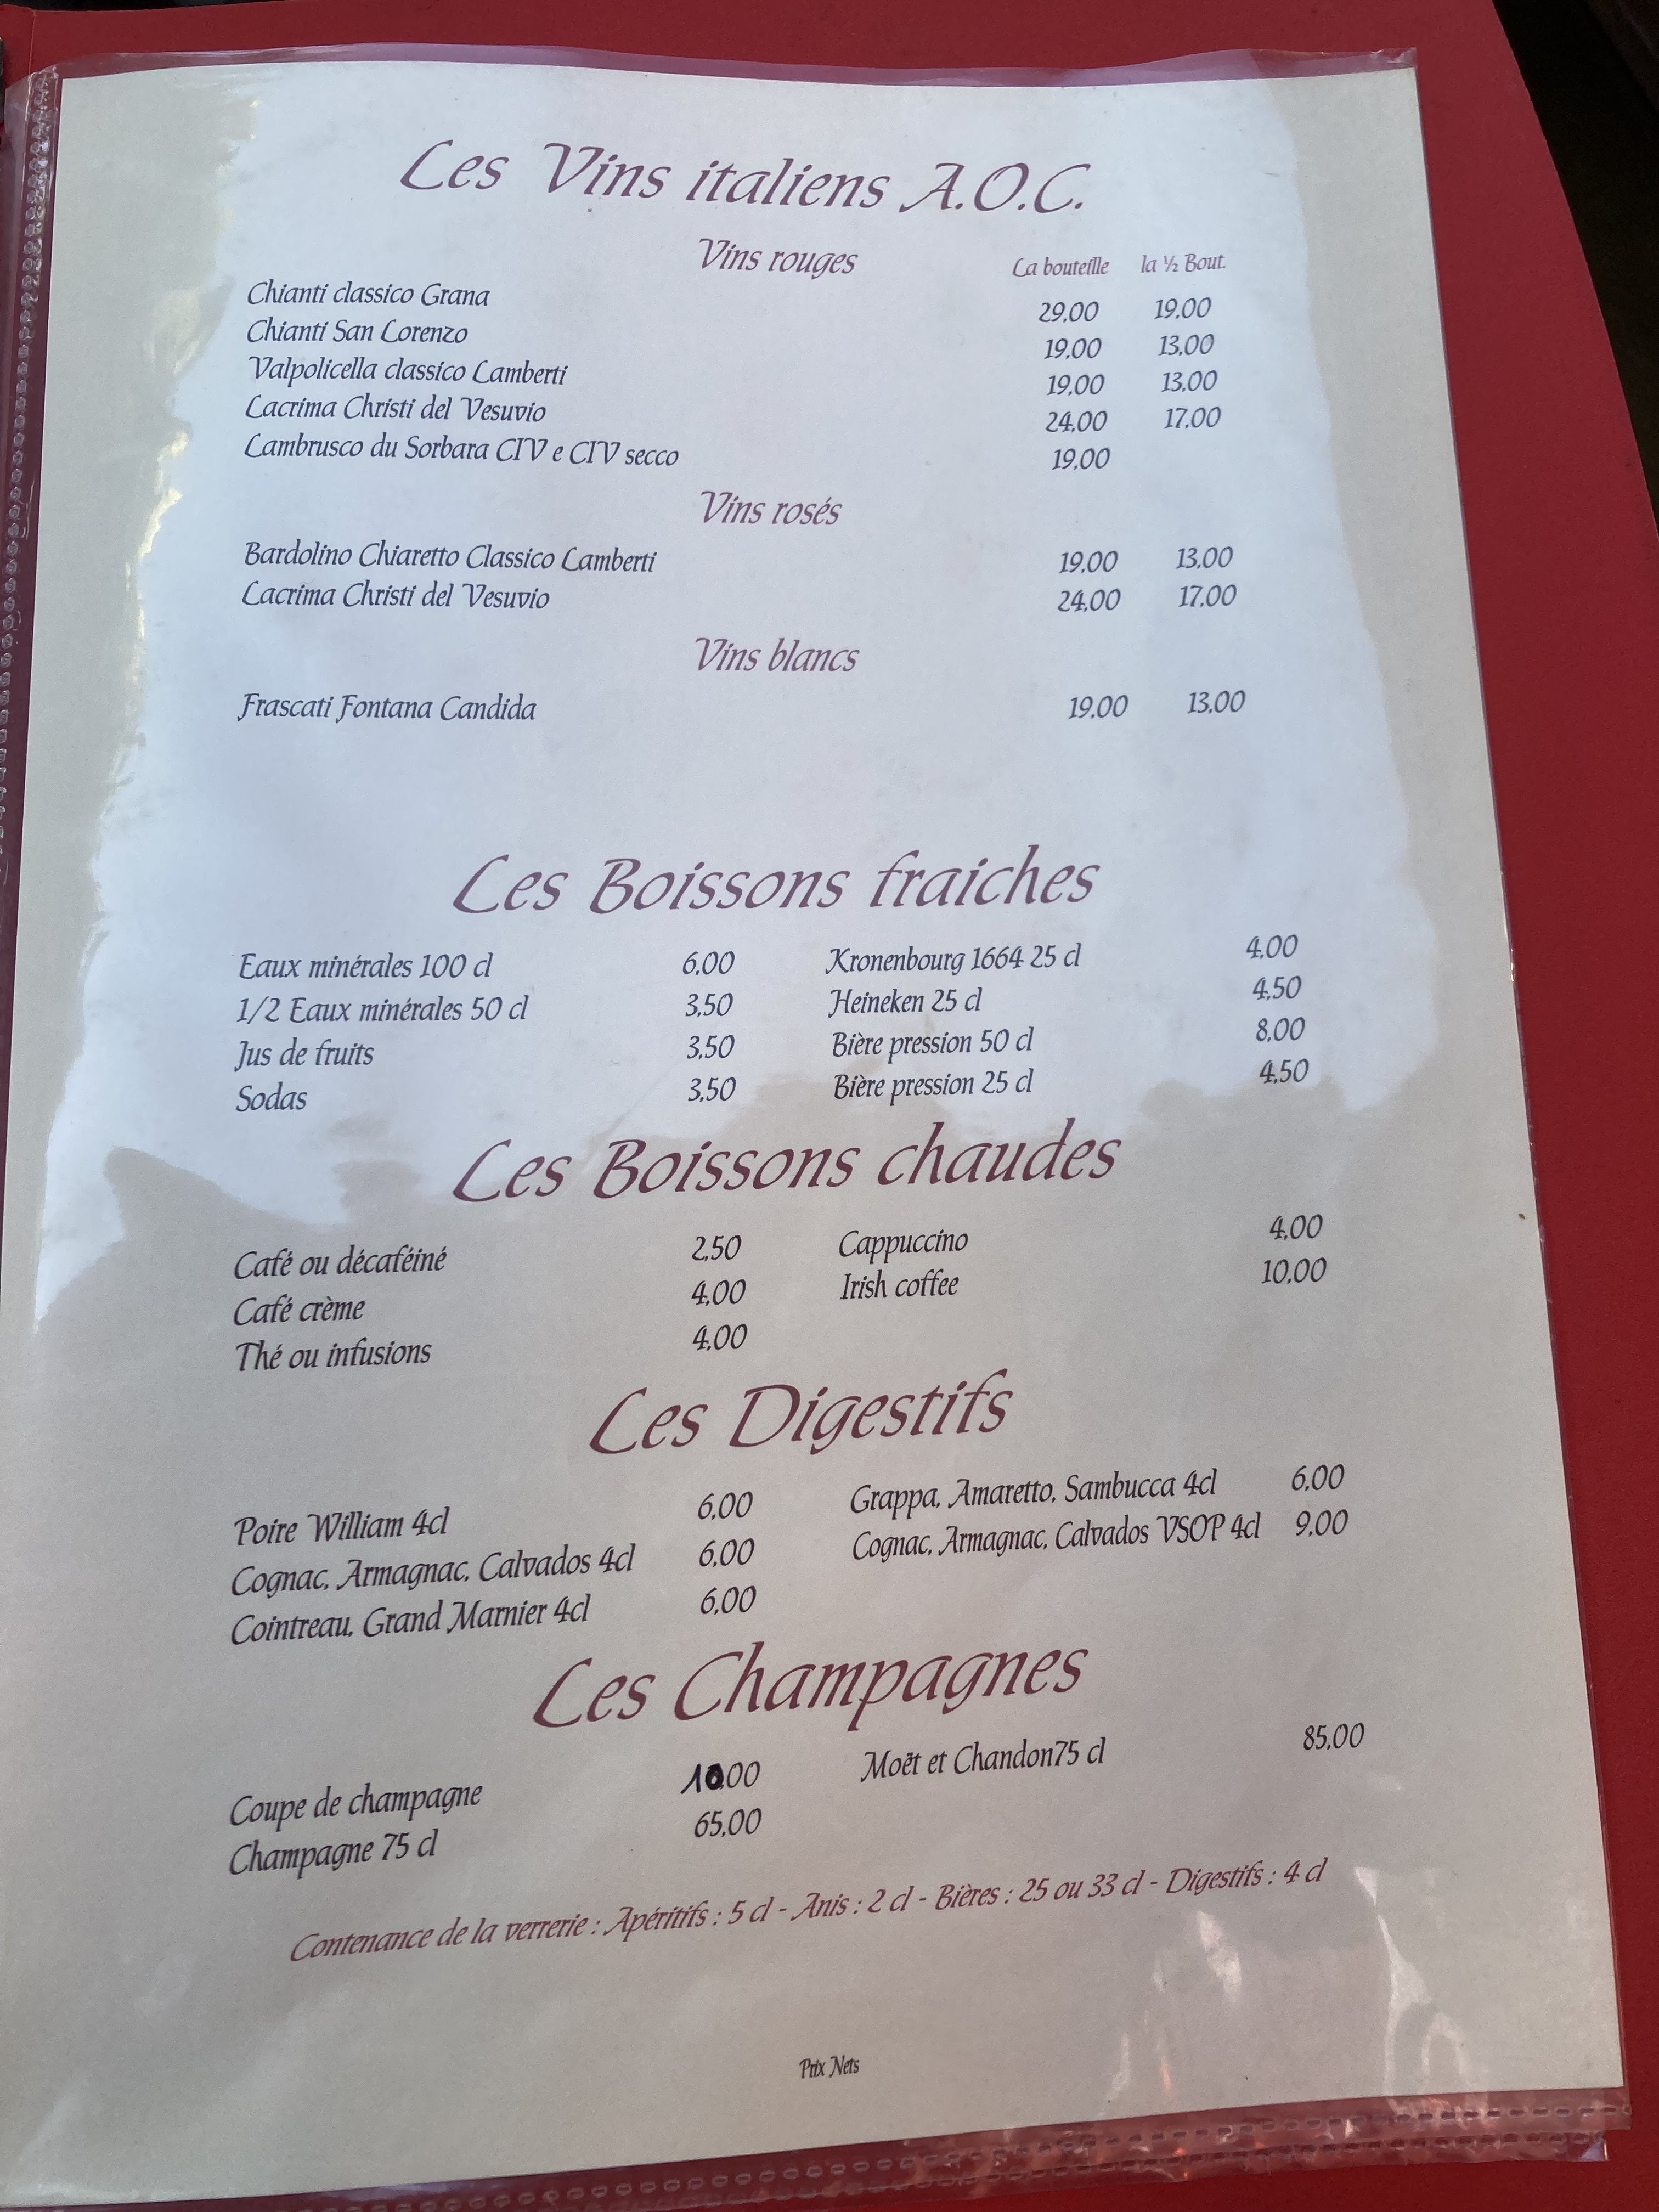 Les Vins italiens A.O.C.
Vins rouges La bouteille la ½ Bout.
Chianti classico Grana 29,00 19,00
Chianti San Lorenzo 19,00 13,00
Valpolicella classico Lamberti 19,00 13,00
Lacrima Christi del Vesuvio 24,00 17,00
Lambrusco du Sorbara CIV e CIV secco 19,00
Vins rosés
Bardolino Chiaretto Classico Lamberti 19,00 13,00
Lacrima Christi del Vesuvio 24,00 17,00
Vins blancs
Frascati Fontana Candida 19,00 13,00
Les Boissons fraiches
Eaux minérales 100 cl 6,00 Kronenbourg 1664 25 cl 4,00
1/2 Eaux minérales 50 cl 3,50 Heineken 25 cl 4,50
Jus de fruits 3,50 Bière pression 50 cl 8,00
Sodas 3,50 Bière pression 25 cl 4,50
Les Boissons chaudes
Café ou décaféiné 2,50 Cappuccino 4,00
Café crème 4,00 Irish coffee 10,00
Thé ou infusions 4,00
Les Digestifs
Poire William 4cl 6,00 Grappa, Amaretto, Sambucca 4cl 6,00
Cognac, Armagnac, Calvados 4cl 6,00 Cognac, Armagnac, Calvados VSOP 4cl 9,00
Cointreau, Grand Marnier 4cl 6,00
Les Champagnes
Coupe de champagne 10,00 Moët et Chandon75 cl 85,00
Champagne 75 cl 65,00
Contenance de la verrerie : Apéritifs : 5 cl - Anis : 2 cl - Bières : 25 ou 33 cl - Digestifs : 4 cl
Prix Nets